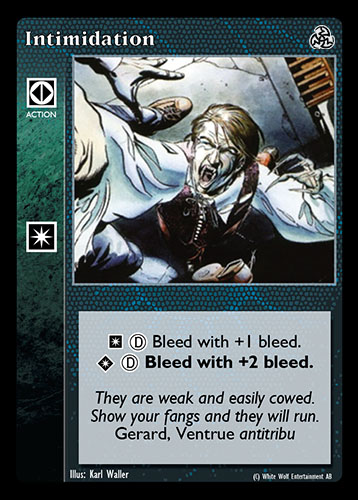 Intimidation
ACTION
D Bleed with +1 bleed.
D Bleed with +2 bleed.
They are weak and easily cowed.
Show your fangs and they will run.
Gerard, Ventrue antitribu
Illus: Karl Waller
(C) White Wolf Entertainment AB